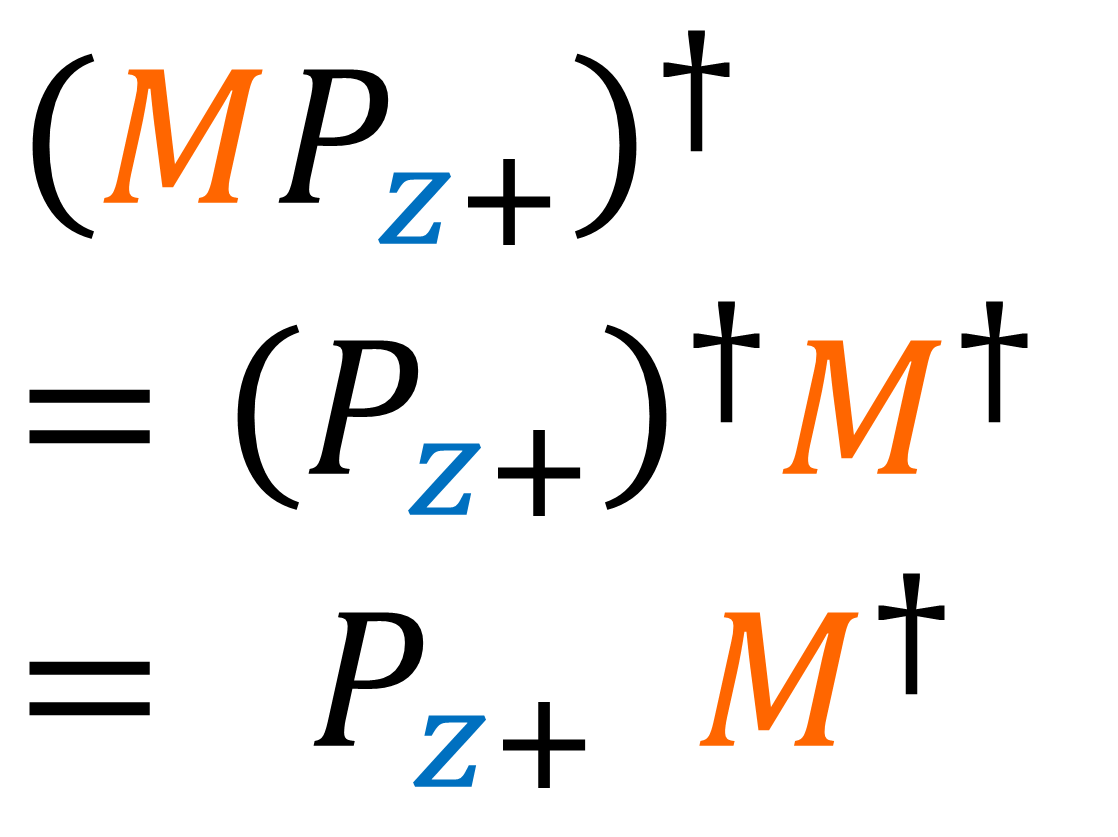 (MP_{z+})^†
= (P_{z+})^† M^†
= P_{z+} M^†